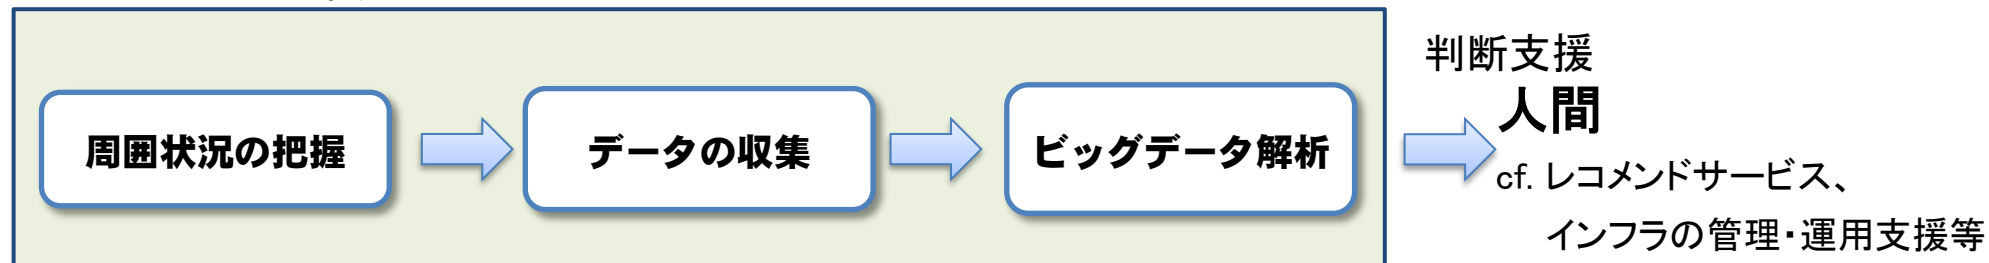 周囲状況の把握
データの収集
ビッグデータ解析
判断支援
人間
cf. レコメンドサービス、
インフラの管理・運用支援等